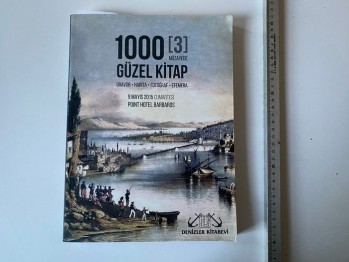 1000 [3]
MÜZAYEDE
GÜZEL KİTAP
GRAVÜR • HARİTA • FOTOĞRAF • EFEMERA
9 MAYIS 2015 CUMARTESİ
POINT HOTEL BARBAROS
DENİZLER KİTABEVİ